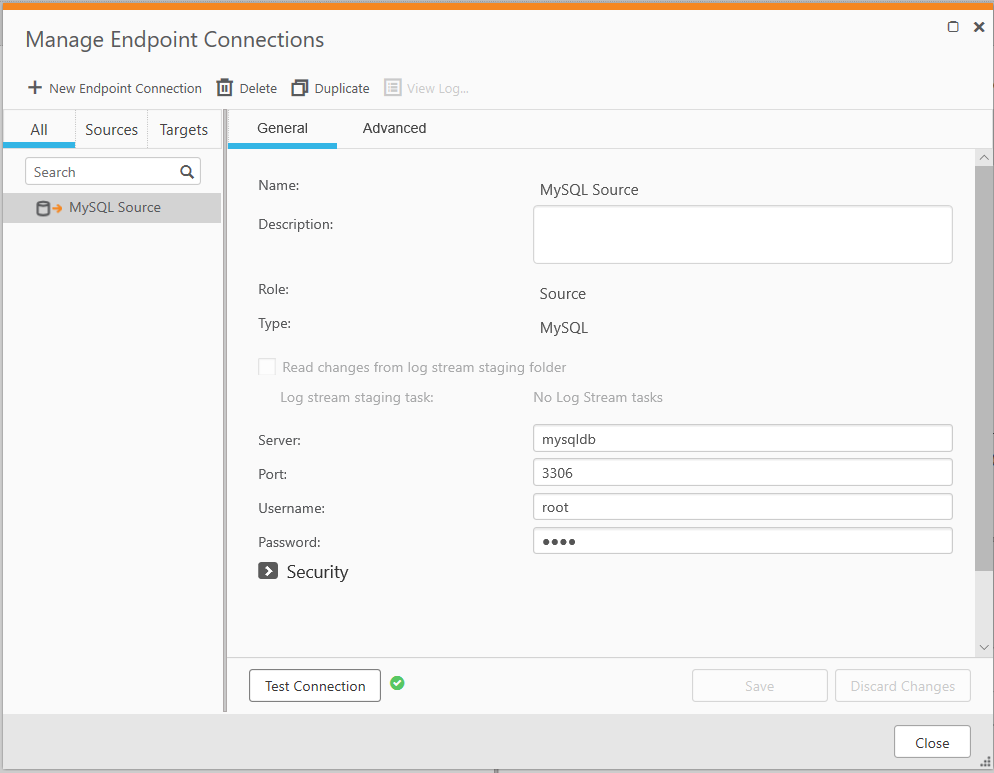 Manage Endpoint Connections
New Endpoint Connection Delete Duplicate View Log...
All Sources Targets
General Advanced
Search
MySQL Source
Name: MySQL Source
Description:
Role: Source
Type: MySQL
Read changes from log stream staging folder
Log stream staging task: No Log Stream tasks
Server: mysqldb
Port: 3306
Username: root
Password: ●●●●
Security
Test Connection Save Discard Changes
Close